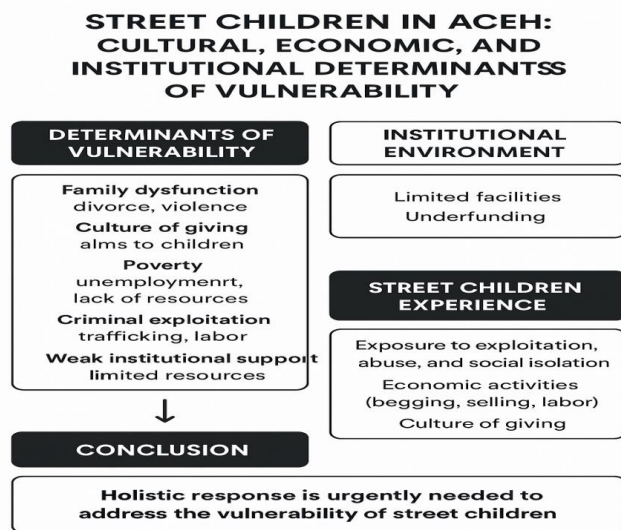 STREET CHILDREN IN ACEH:
CULTURAL, ECONOMIC, AND
INSTITUTIONAL DETERMINANTSS
OF VULNERABILITY
DETERMINANTS OF
VULNERABILITY
Family dysfunction
divorce, violence
Culture of giving
alms to children
Poverty
unemploymenrt,
lack of resources
Criminal exploitation
trafficking, labor
Weak institutional support
limited resources
INSTITUTIONAL
ENVIRONMENT
Limited facilities
Underfunding
STREET CHILDREN
EXPERIENCE
Exposure to exploitation,
abuse, and social isolation
Economic activities
(begging, selling, labor)
Culture of giving
CONCLUSION
Holistic response is urgently needed to
address the vulnerability of street children